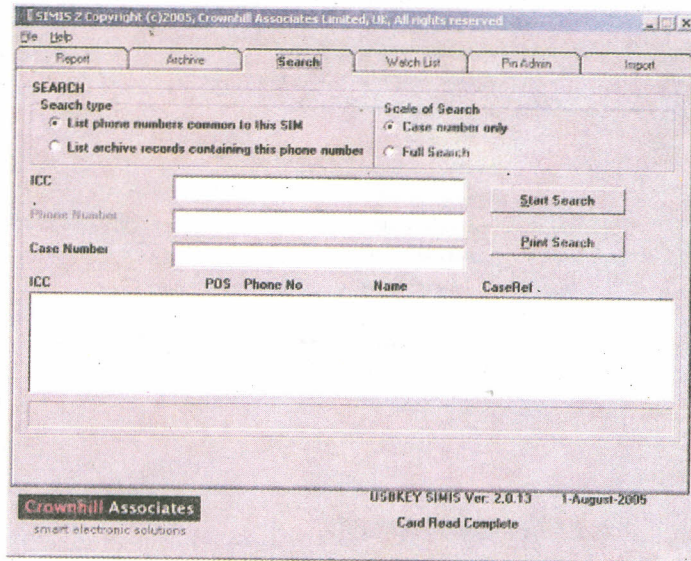 SIMIS 2 Copyright (c)2005, Crownhill Associates Limited, UK, All rights reserved
File Help
Report Archive Search Watch List Pin Admin Import
SEARCH
Search type
List phone numbers common to this SIM
List archive records containing this phone number
Scale of Search
Case number only
Full Search
ICC
Phone Number
Case Number
Start Search
Print Search
ICC POS Phone No Name CaseRef .
Crownhill Associates
smart electronic solutions
USBKEY SIMIS Ver: 2.0.13 1-August-2005
Card Read Complete